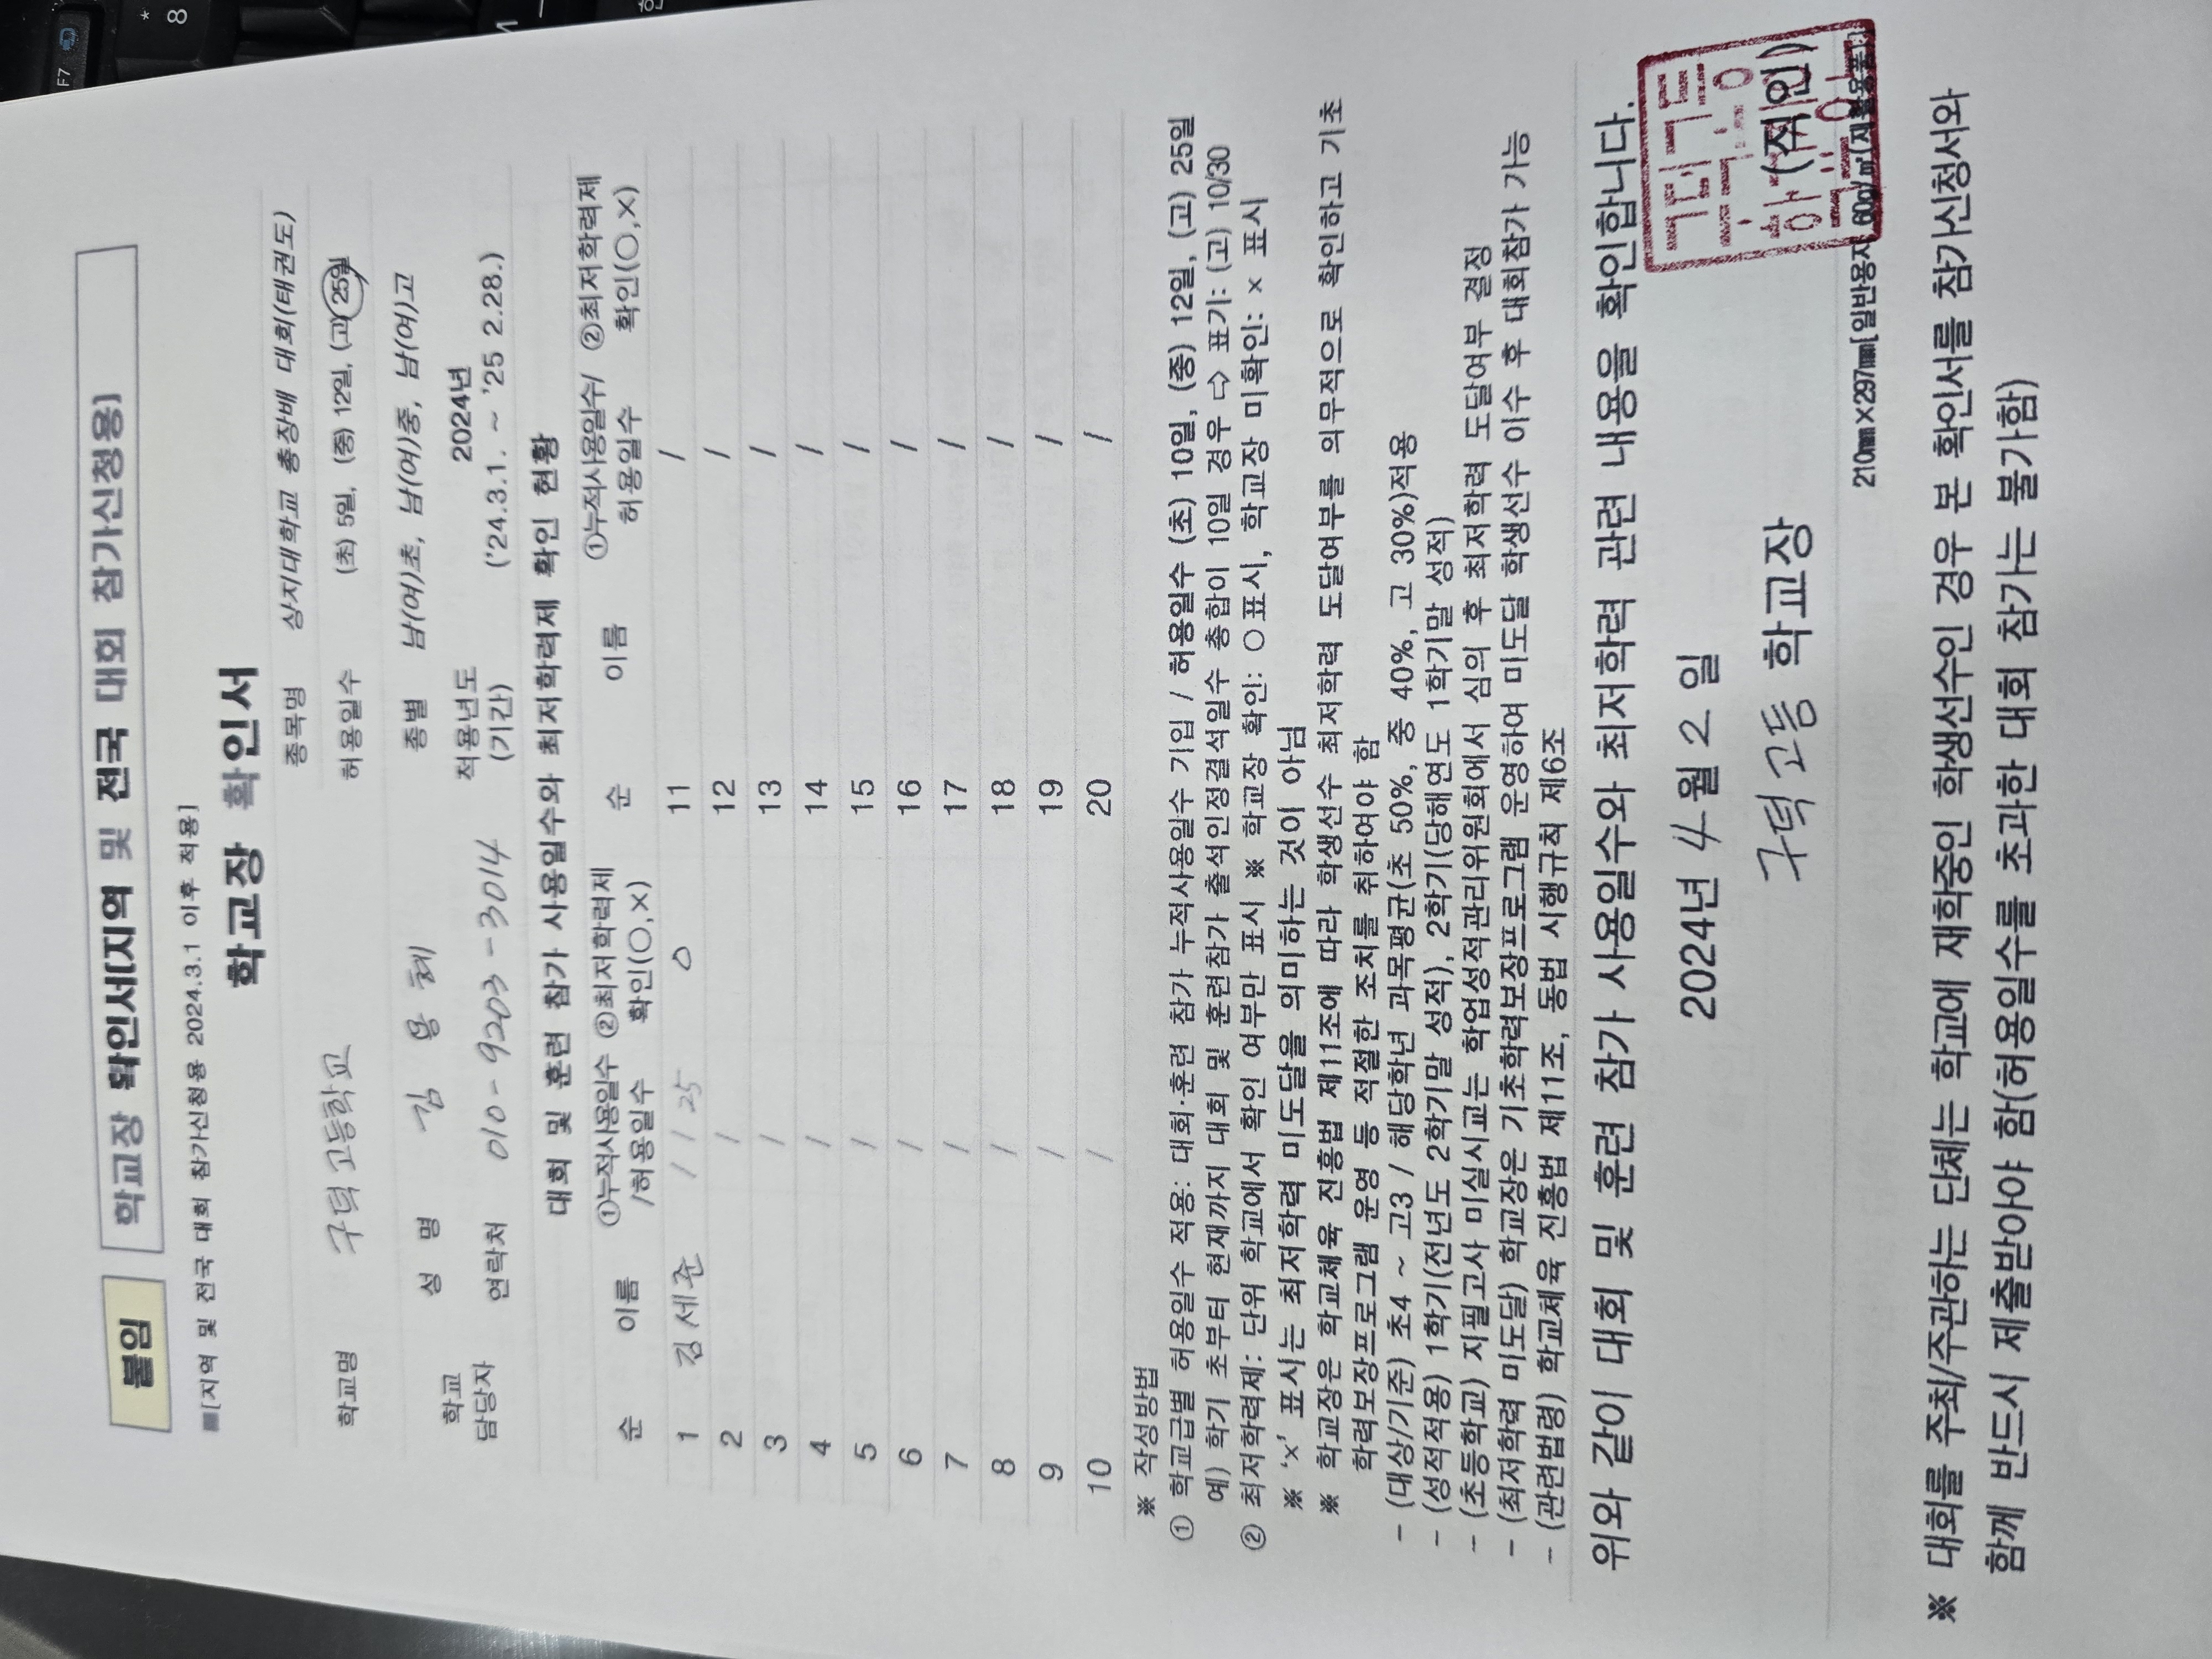 붙임
학교장 확인서(지역 및 전국 대회 참가신청용)
■[지역 및 전국 대회 참가신청용 2024.3.1 이후 적용]
학교장 확인서
학교명 구덕고등학교 종목명 상지대학교 총장배 대회(태권도)
허용일수 (초) 5일, (중) 12일, (고) 25일
학교 담당자 성 명 김용혜 종별 남(여)초, 남(여)중, 남(여)고
연락처 010-9203-3014 적용년도 (기간) 2024년 ('24.3.1. ~ '25 2.28.)
대회 및 훈련 참가 사용일수와 최저학력제 확인 현황
순 이름 ①누적사용일수 /허용일수 ②최저학력제 확인(○,×) 순 이름 ①누적사용일수/ 허용일수 ②최저학력제 확인(○,×)
1 김세준 1 / 25 ○ 11 /
2 / 12 /
3 / 13 /
4 / 14 /
5 / 15 /
6 / 16 /
7 / 17 /
8 / 18 /
9 / 19 /
10 / 20 /
※ 작성방법
① 학교급별 허용일수 적용: 대회·훈련 참가 누적사용일수 기입 / 허용일수 (초) 10일, (중) 12일, (고) 25일
예) 학기 초부터 현재까지 대회 및 훈련참가 출석인정결석일수 총합이 10일 경우 ⇨ 표기: (고) 10/30
② 최저학력제: 단위 학교에서 확인 여부만 표시 ※ 학교장 확인: ○표시, 학교장 미확인: × 표시
※ '×' 표시는 최저학력 미도달을 의미하는 것이 아님
※ 학교장은 학교체육 진흥법 제11조에 따라 학생선수 최저학력 도달여부를 의무적으로 확인하고 기초
학력보장프로그램 운영 등 적절한 조치를 취하여야 함
- (대상/기준) 초4 ~ 고3 / 해당학년 과목평균(초 50%, 중 40%, 고 30%)적용
- (성적적용) 1학기(전년도 2학기말 성적), 2학기(당해연도 1학기말 성적)
- (초등학교) 지필고사 미실시교는 학업성적관리위원회에서 심의 후 최저학력 도달여부 결정
- (최저학력 미도달) 학교장은 기초학력보장프로그램 운영하여 미도달 학생선수 이수 후 대회참가 가능
- (관련법령) 학교체육 진흥법 제11조, 동법 시행규칙 제6조
위와 같이 대회 및 훈련 참가 사용일수와 최저학력 관련 내용을 확인합니다.
2024년 4월 2일
구덕고등 학교장 (직인)
210㎜×297㎜[일반용지 60g/㎡(재활용품)]
※ 대회를 주최/주관하는 단체는 학교에 재학중인 학생선수인 경우 본 확인서를 참가신청서와
함께 반드시 제출받아야 함(허용일수를 초과한 대회 참가는 불가함)